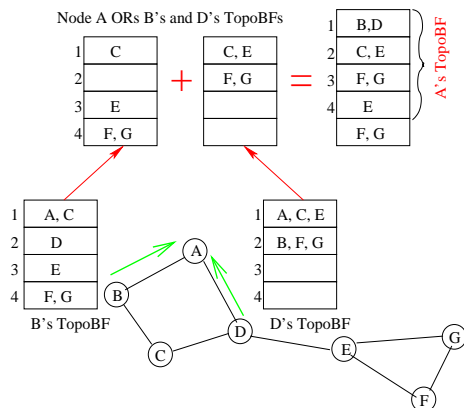 Node A ORs B's and D's TopoBFs
1 C
2
3 E
4 F, G
+
C, E
F, G
=
1 B,D
2 C, E
3 F, G
4 E
F, G
A's TopoBF
1 A, C
2 D
3 E
4 F, G
B's TopoBF
1 A, C, E
2 B, F, G
3
4
D's TopoBF
A
B
C
D
E
G
F